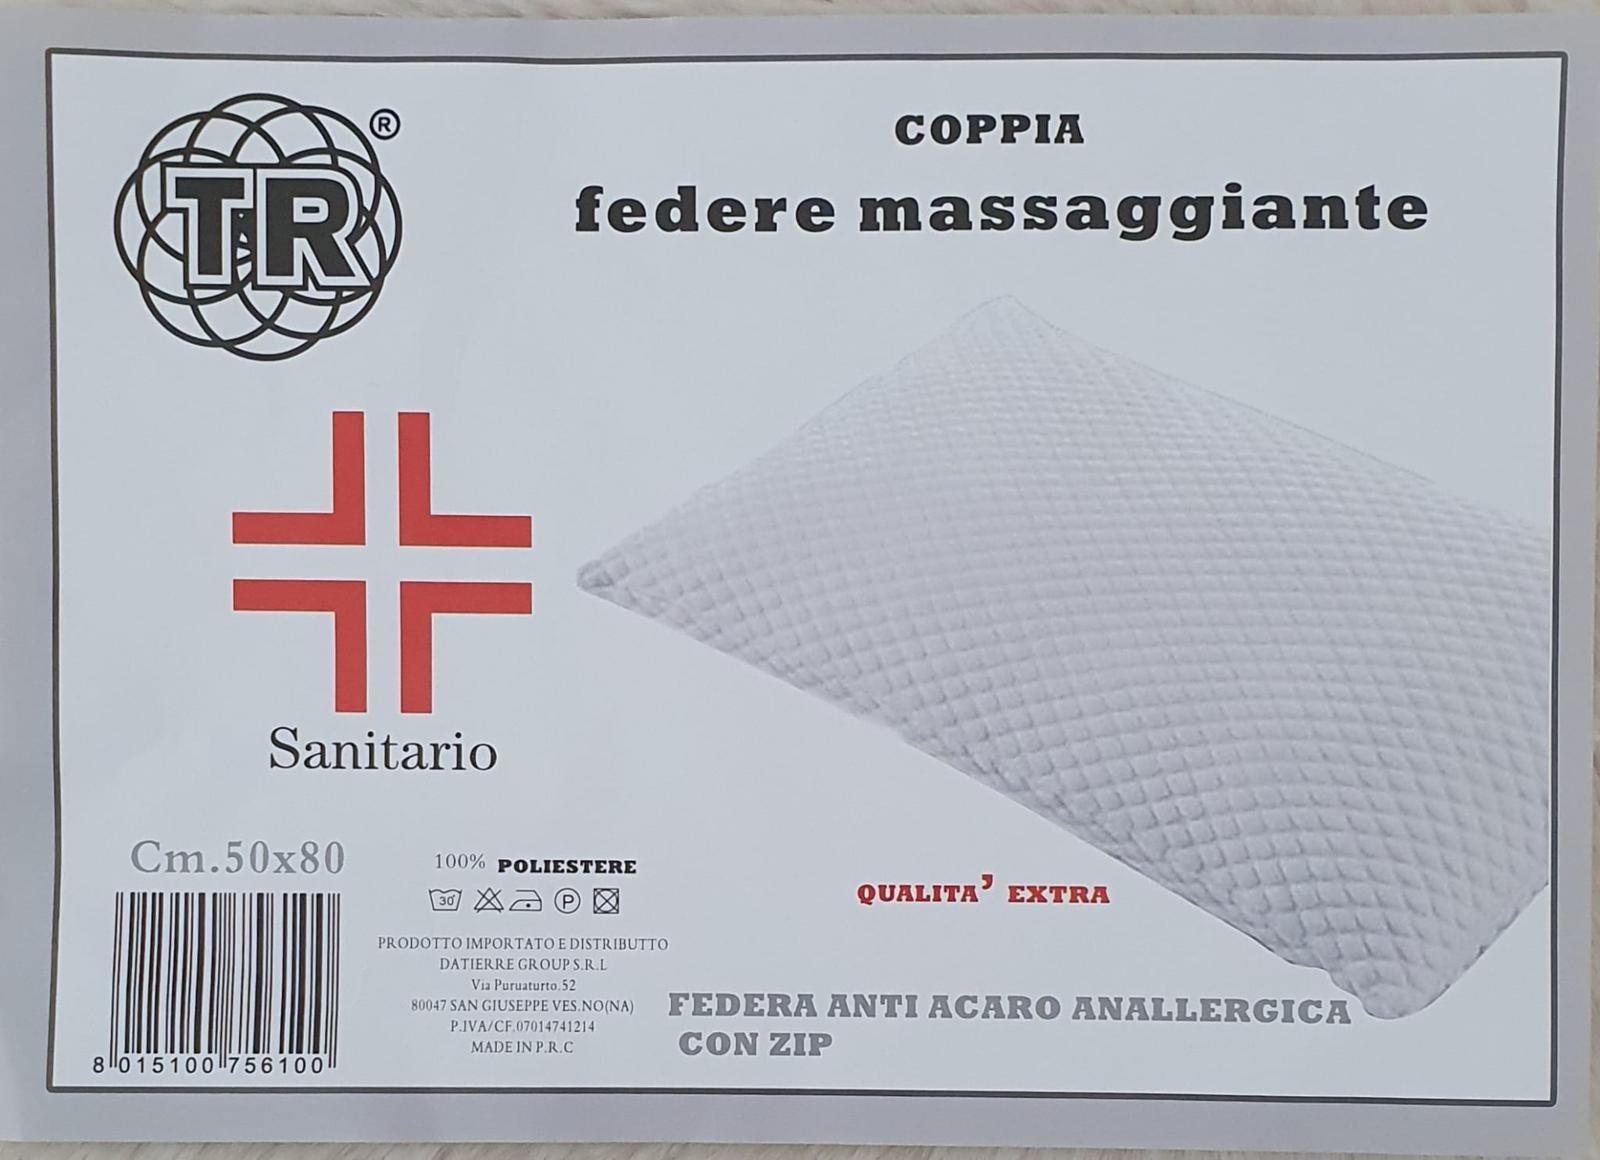 TR®
COPPIA
federe massaggiante
Sanitario
Cm.50x80
100% POLIESTERE
30 P
QUALITA' EXTRA
PRODOTTO IMPORTATO E DISTRIBUTTO
DATIERRE GROUP S.R.L
Via Puruaturto.52
80047 SAN GIUSEPPE VES.NO(NA)
P.IVA/CF.07014741214
MADE IN P.R.C
FEDERA ANTI ACARO ANALLERGICA
CON ZIP
8 015100 756100